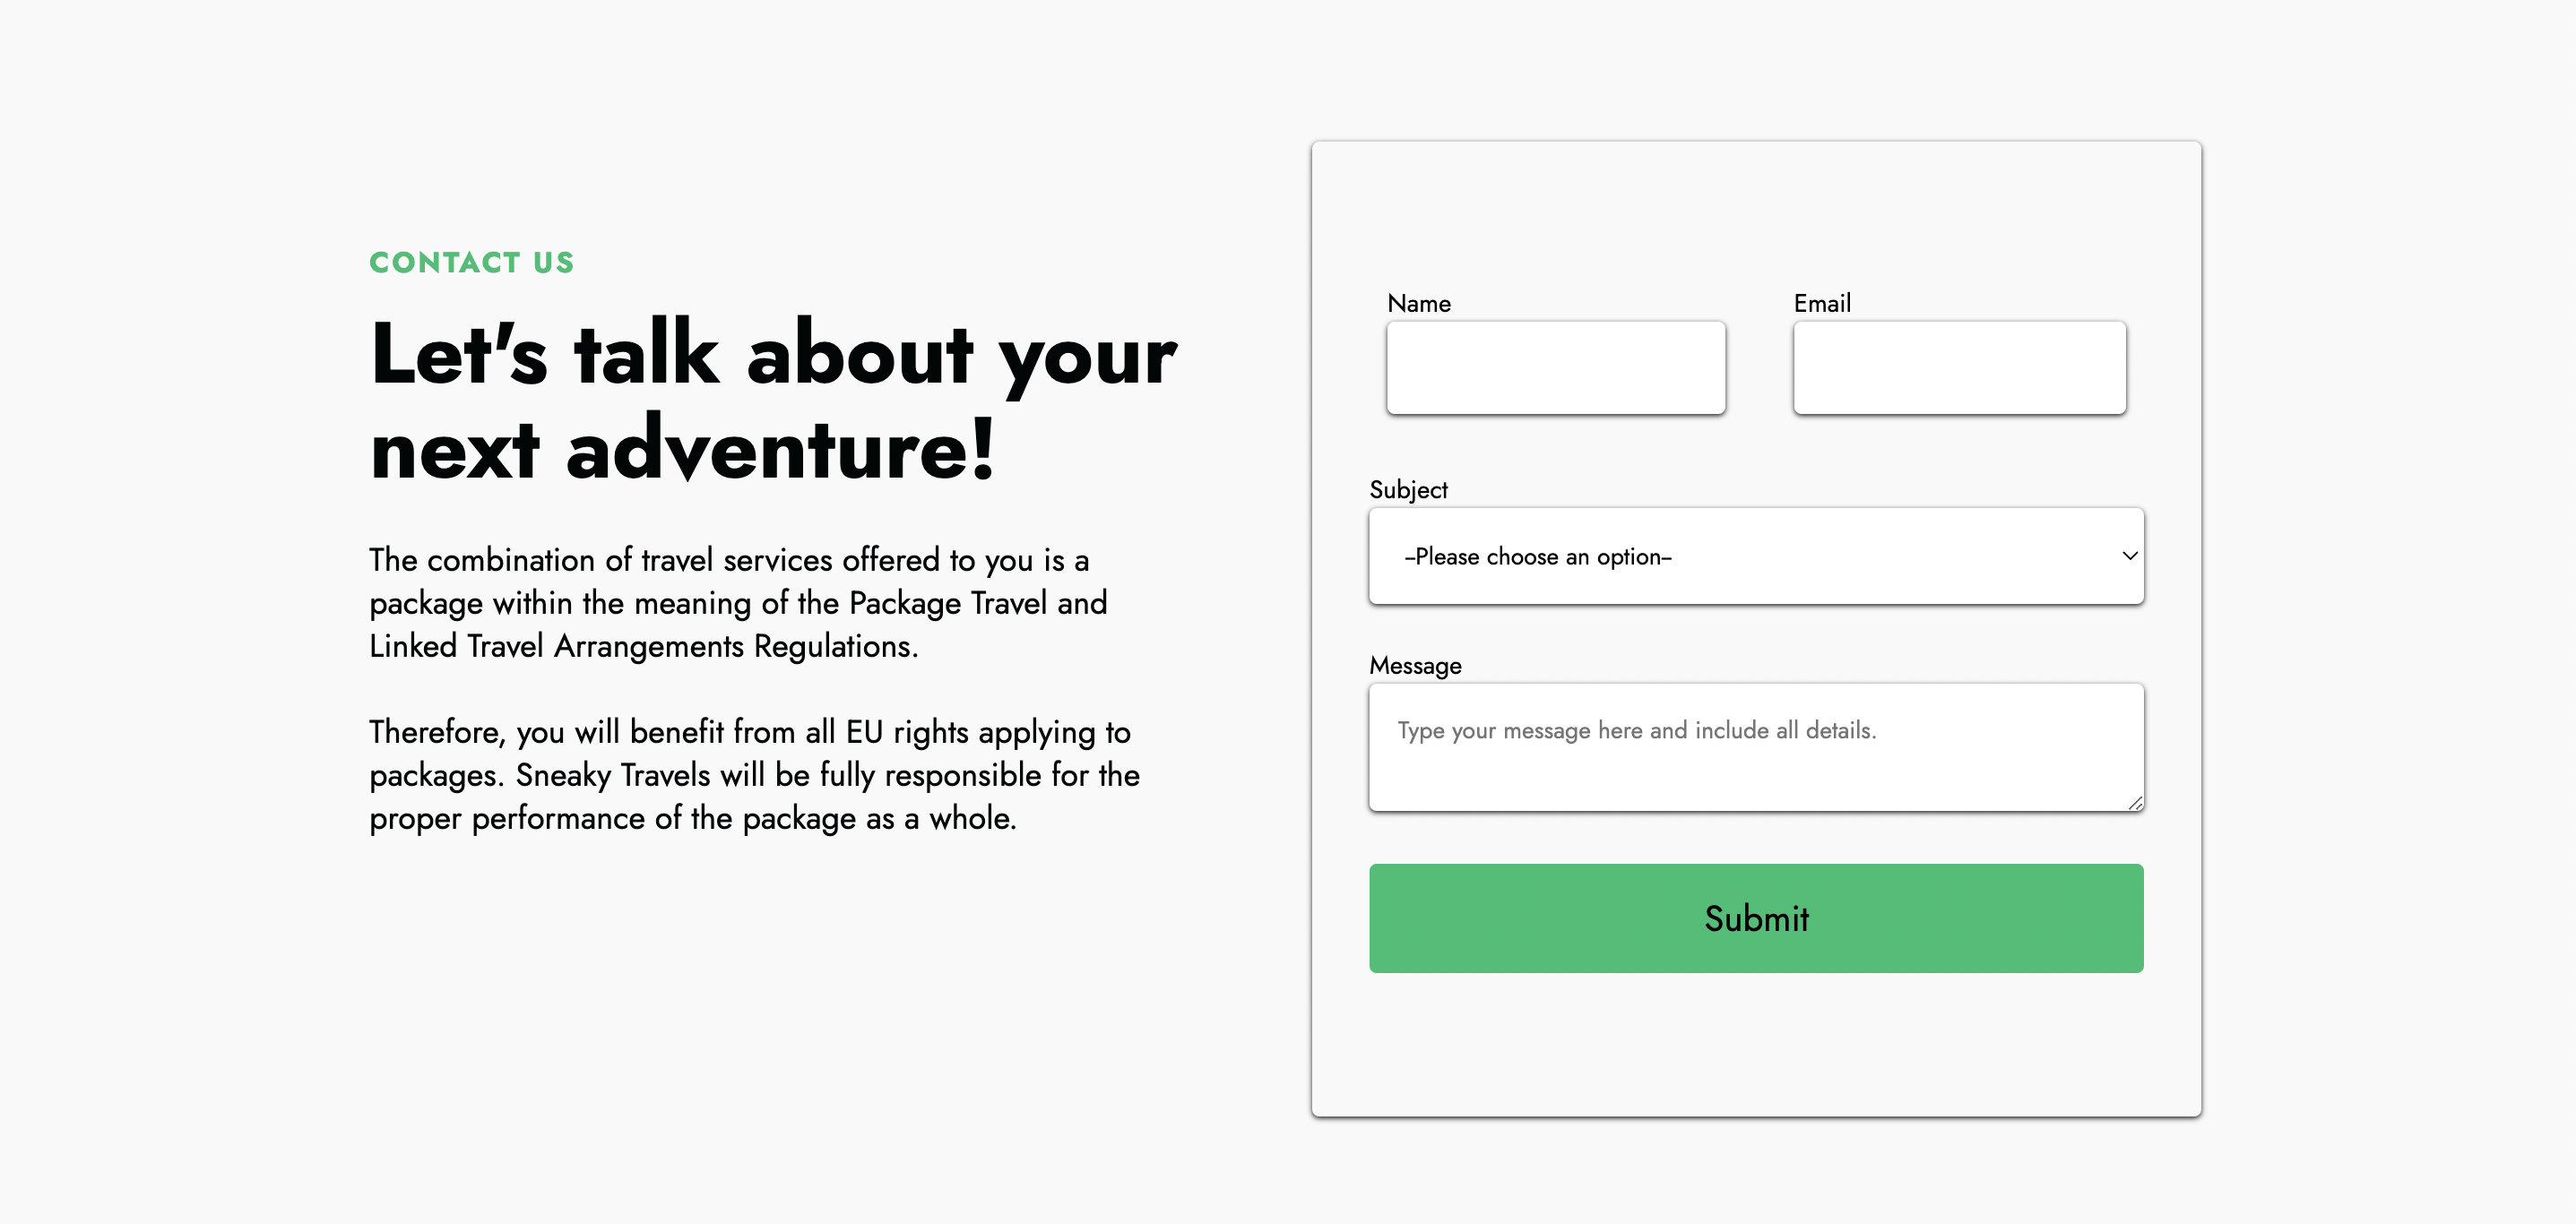 CONTACT US
Let's talk about your
next adventure!
The combination of travel services offered to you is a
package within the meaning of the Package Travel and
Linked Travel Arrangements Regulations.
Therefore, you will benefit from all EU rights applying to
packages. Sneaky Travels will be fully responsible for the
proper performance of the package as a whole.
Name
Email
Subject
--Please choose an option--
Message
Type your message here and include all details.
Submit